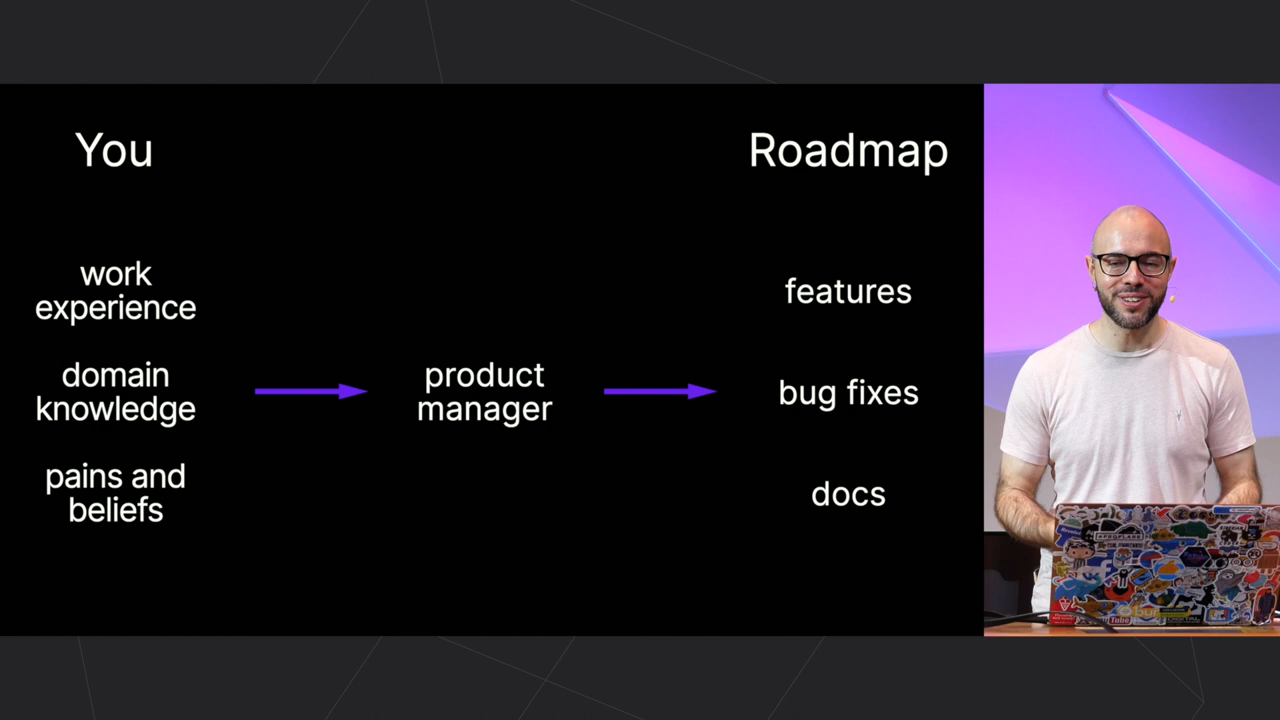 You
Roadmap
work
experience
features
domain
knowledge
product
manager
bug fixes
pains and
beliefs
docs